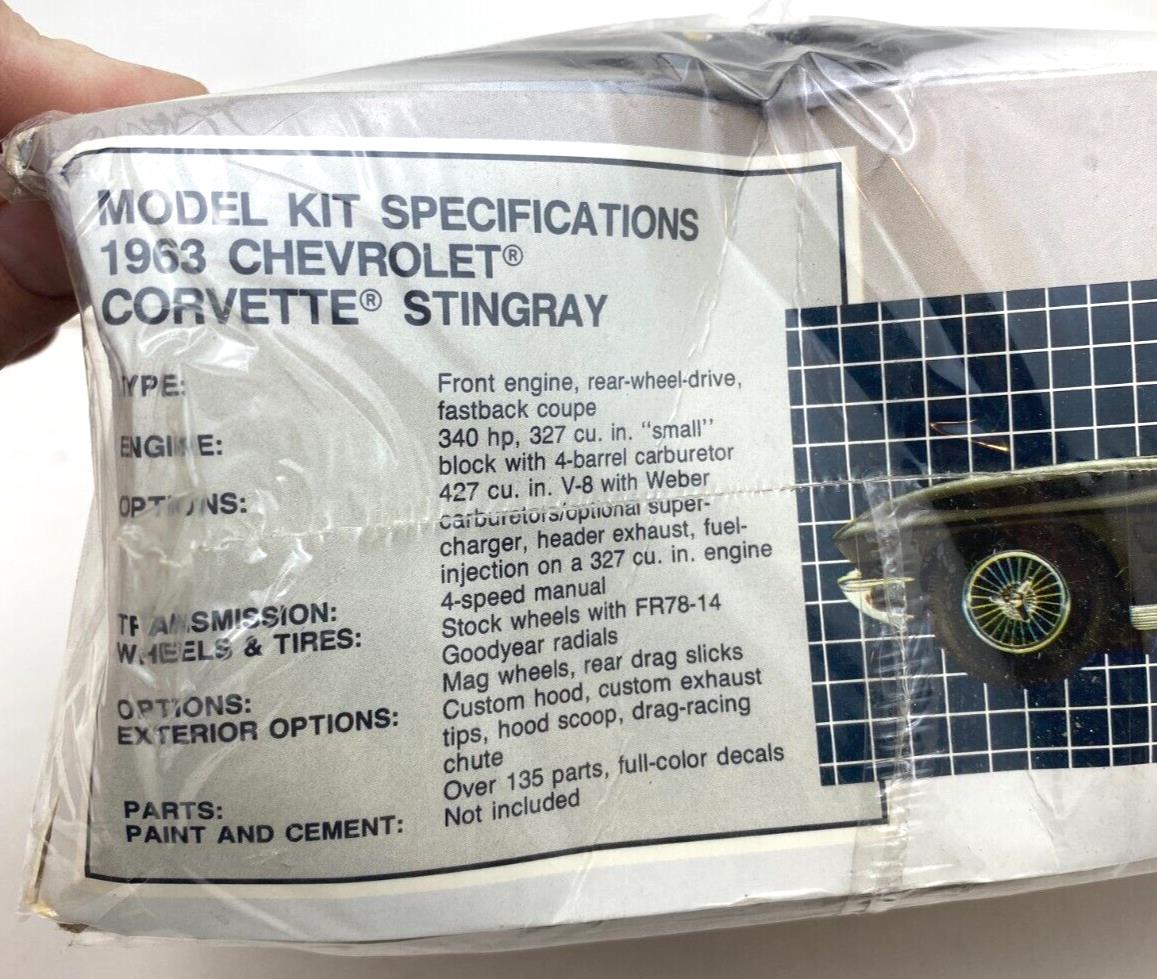 MODEL KIT SPECIFICATIONS
1963 CHEVROLET®
CORVETTE® STINGRAY
TYPE: Front engine, rear-wheel-drive,
fastback coupe
ENGINE: 340 hp, 327 cu. in. “small”
block with 4-barrel carburetor
OPTIONS: 427 cu. in. V-8 with Weber
carburetors/optional super-
charger, header exhaust, fuel-
injection on a 327 cu. in. engine
TRANSMISSION: 4-speed manual
WHEELS & TIRES: Stock wheels with FR78-14
Goodyear radials
OPTIONS: Mag wheels, rear drag slicks
EXTERIOR OPTIONS: Custom hood, custom exhaust
tips, hood scoop, drag-racing
chute
PARTS: Over 135 parts, full-color decals
PAINT AND CEMENT: Not included